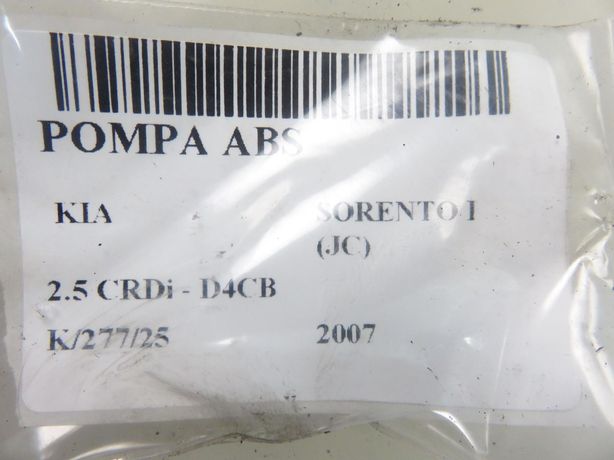 POMPA ABS
KIA SORENTO I
(JC)
2.5 CRDi - D4CB
K/277/25 2007